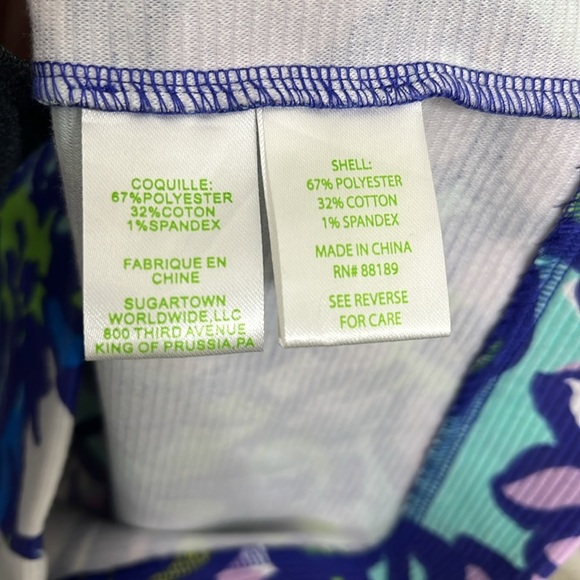 COQUILLE:
67%POLYESTER
32%COTON
1%SPANDEX
FABRIQUE EN
CHINE
SUGARTOWN
WORLDWIDE,LLC
800 THIRD AVENUE
KING OF PRUSSIA,PA
SHELL:
67% POLYESTER
32% COTTON
1% SPANDEX
MADE IN CHINA
RN# 88189
SEE REVERSE
FOR CARE